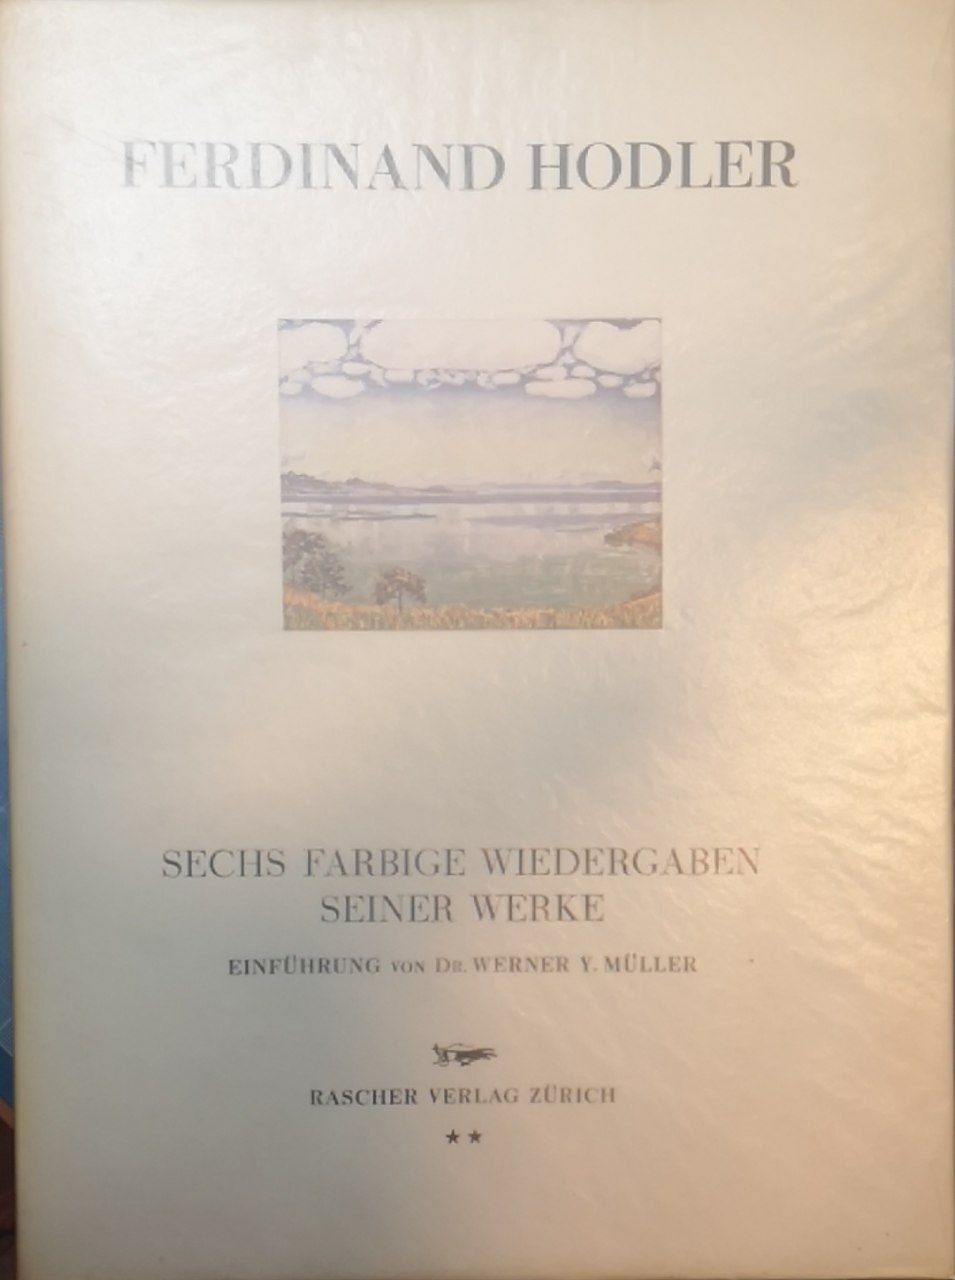 FERDINAND HODLER
SECHS FARBIGE WIEDERGABEN
SEINER WERKE
EINFÜHRUNG VON DR. WERNER Y. MÜLLER
RASCHER VERLAG ZÜRICH
★ ★